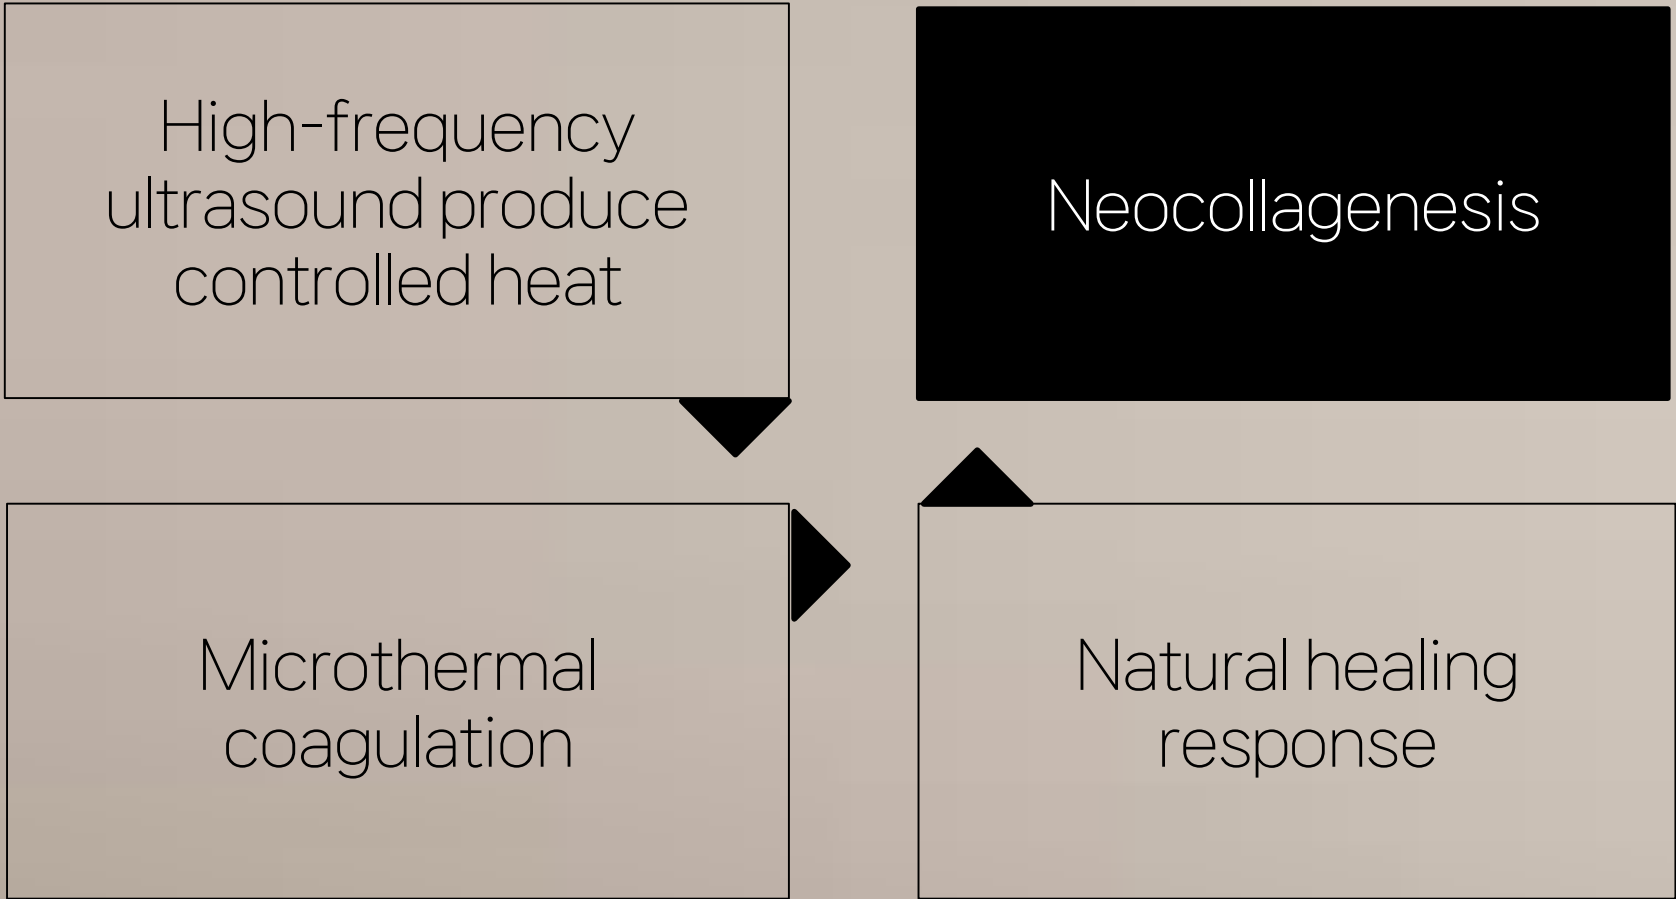 High-frequency
ultrasound produce
controlled heat
Microthermal
coagulation
Natural healing
response
Neocollagenesis